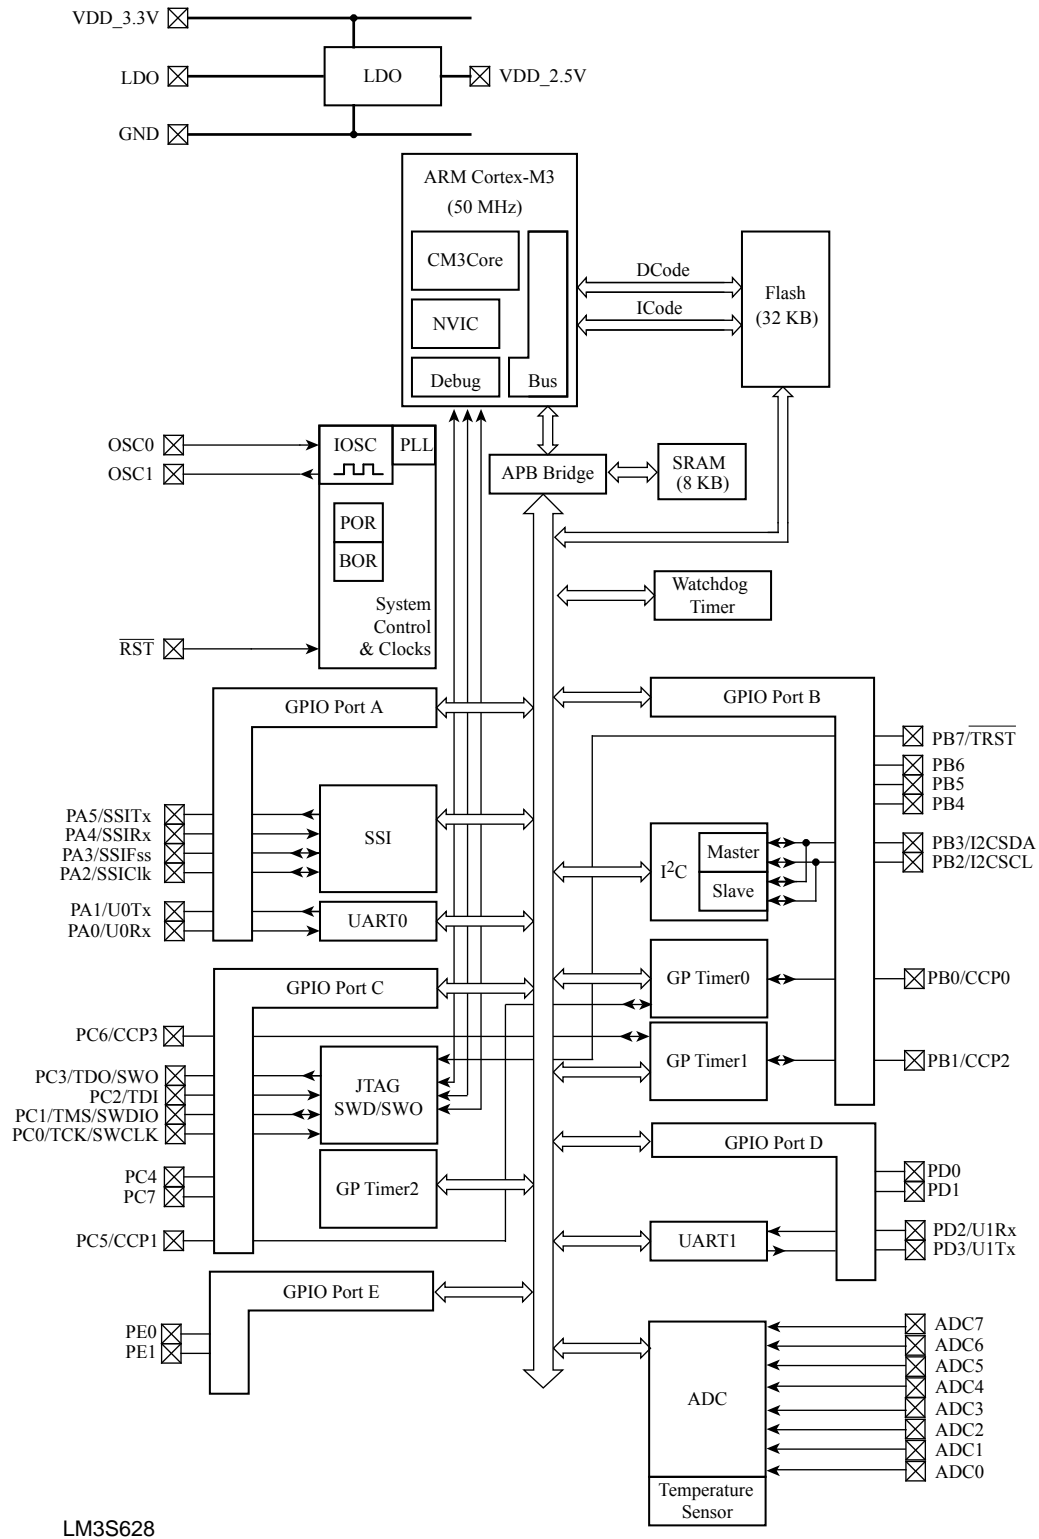 VDD_3.3V
LDO
LDO
VDD_2.5V
GND
ARM Cortex-M3
(50 MHz)
CM3Core
NVIC
Debug
Bus
DCode
ICode
Flash
(32 KB)
OSC0
OSC1
IOSC
PLL
POR
BOR
System
Control
& Clocks
RST
APB Bridge
SRAM
(8 KB)
Watchdog
Timer
GPIO Port A
PA5/SSITx
PA4/SSIRx
PA3/SSIFss
PA2/SSIClk
SSI
PA1/U0Tx
PA0/U0Rx
UART0
GPIO Port B
PB7/TRST
PB6
PB5
PB4
I2C
Master
Slave
PB3/I2CSDA
PB2/I2CSCL
GP Timer0
PB0/CCP0
GP Timer1
PB1/CCP2
GPIO Port C
PC6/CCP3
PC3/TDO/SWO
PC2/TDI
PC1/TMS/SWDIO
PC0/TCK/SWCLK
JTAG
SWD/SWO
PC4
PC7
GP Timer2
PC5/CCP1
GPIO Port D
PD0
PD1
UART1
PD2/U1Rx
PD3/U1Tx
GPIO Port E
PE0
PE1
ADC
ADC7
ADC6
ADC5
ADC4
ADC3
ADC2
ADC1
ADC0
Temperature
Sensor
LM3S628